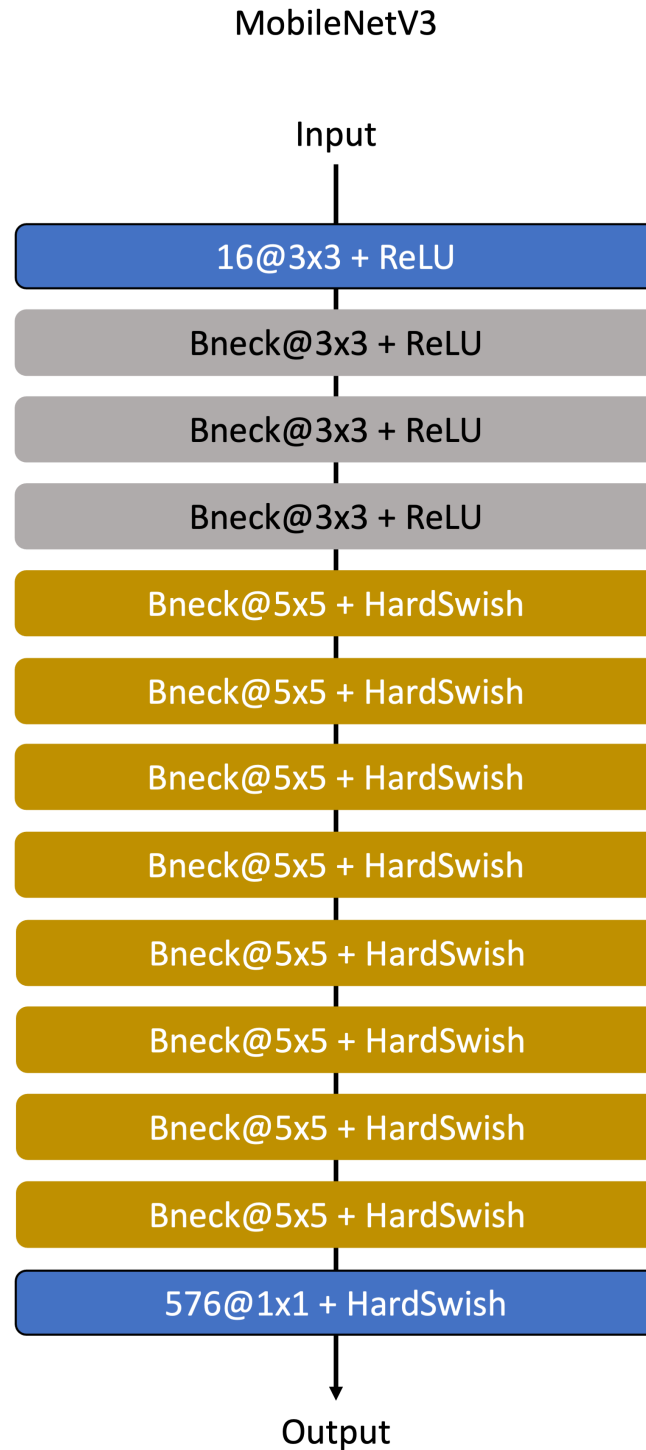 MobileNetV3
Input
16@3x3 + ReLU
Bneck@3x3 + ReLU
Bneck@3x3 + ReLU
Bneck@3x3 + ReLU
Bneck@5x5 + HardSwish
Bneck@5x5 + HardSwish
Bneck@5x5 + HardSwish
Bneck@5x5 + HardSwish
Bneck@5x5 + HardSwish
Bneck@5x5 + HardSwish
Bneck@5x5 + HardSwish
Bneck@5x5 + HardSwish
576@1x1 + HardSwish
Output